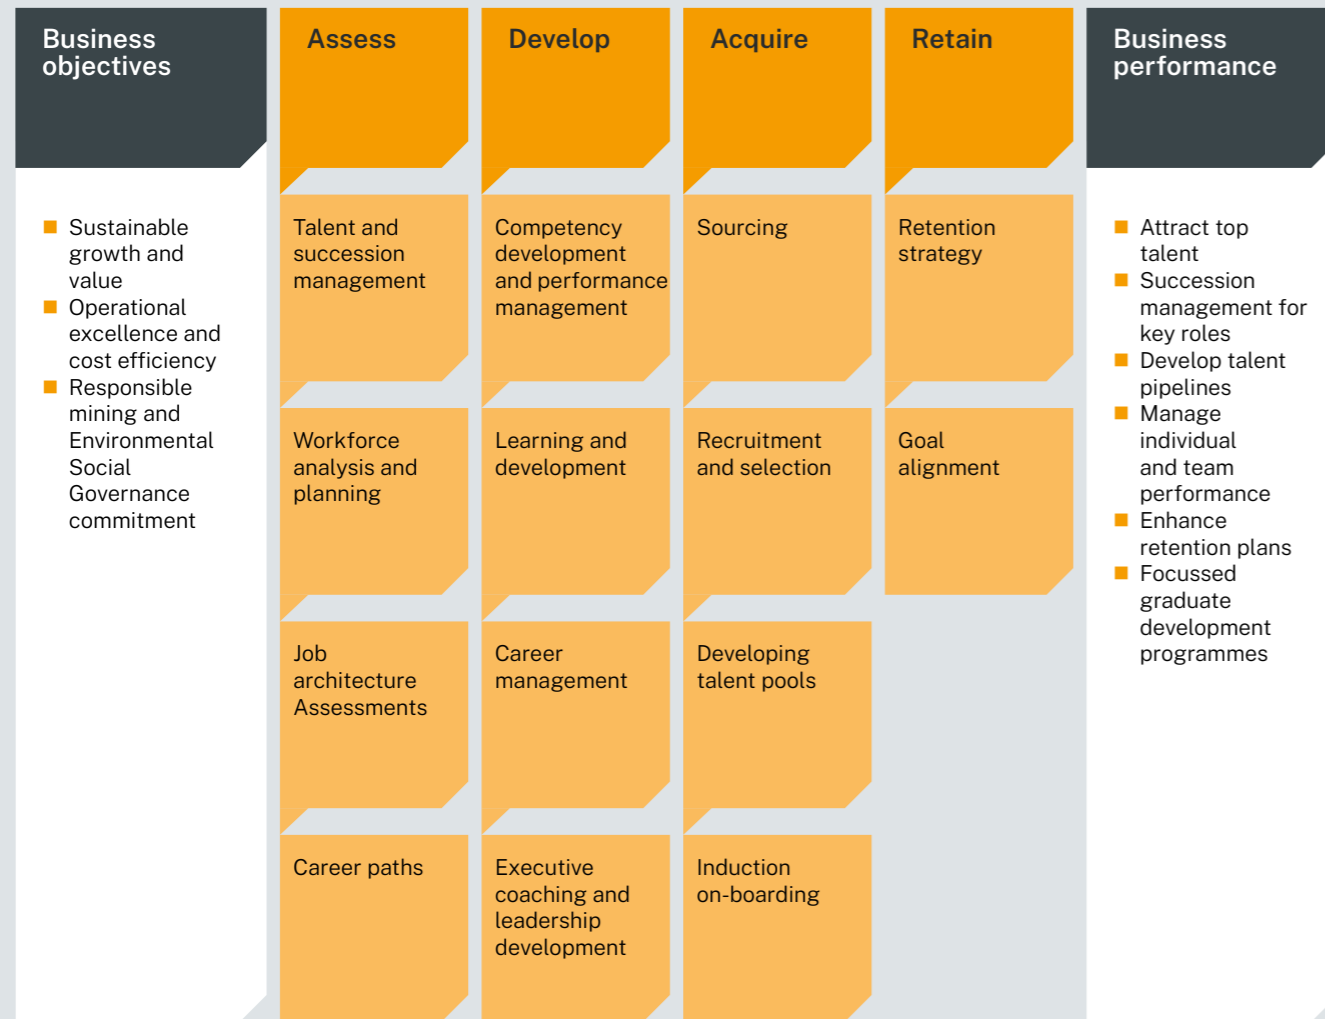 Business
objectives
Sustainable
growth and
value
Operational
excellence and
cost efficiency
Responsible
mining and
Environmental
Social
Governance
commitment
Assess
Talent and
succession
management
Workforce
analysis and
planning
Job
architecture
Assessments
Career paths
Develop
Competency
development
and performance
management
Learning and
development
Career
management
Executive
coaching and
leadership
development
Acquire
Sourcing
Recruitment
and selection
Developing
talent pools
Induction
on-boarding
Retain
Retention
strategy
Goal
alignment
Business
performance
Attract top
talent
Succession
management for
key roles
Develop talent
pipelines
Manage
individual
and team
performance
Enhance
retention plans
Focussed
graduate
development
programmes